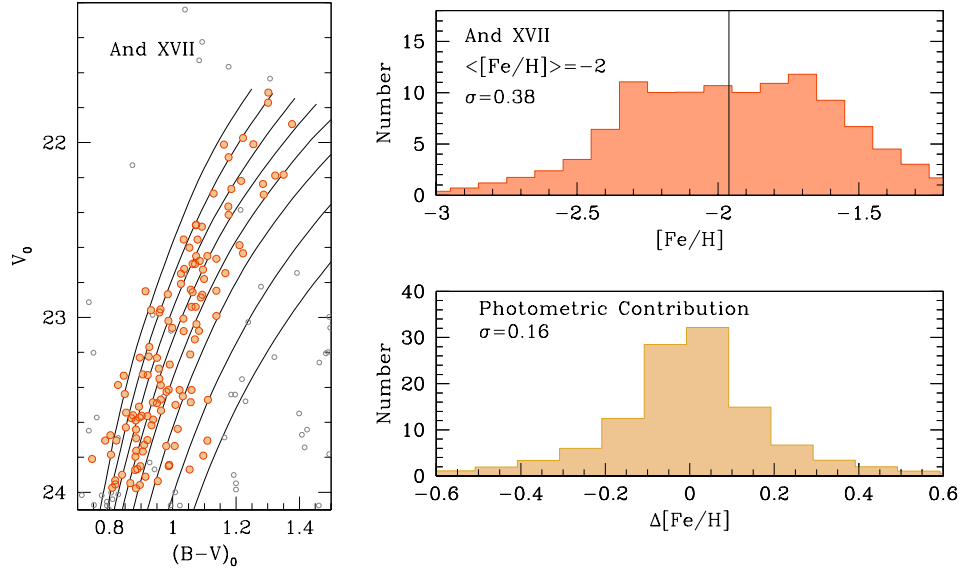 And XVII
22
23
24
V₀
0.8 1 1.2 1.4
(B−V)₀
And XVII
<[Fe/H]>=−2
σ=0.38
15
10
5
0
Number
−3 −2.5 −2 −1.5
[Fe/H]
Photometric Contribution
σ=0.16
40
30
20
10
0
Number
−0.6 −0.4 −0.2 0 0.2 0.4 0.6
Δ[Fe/H]